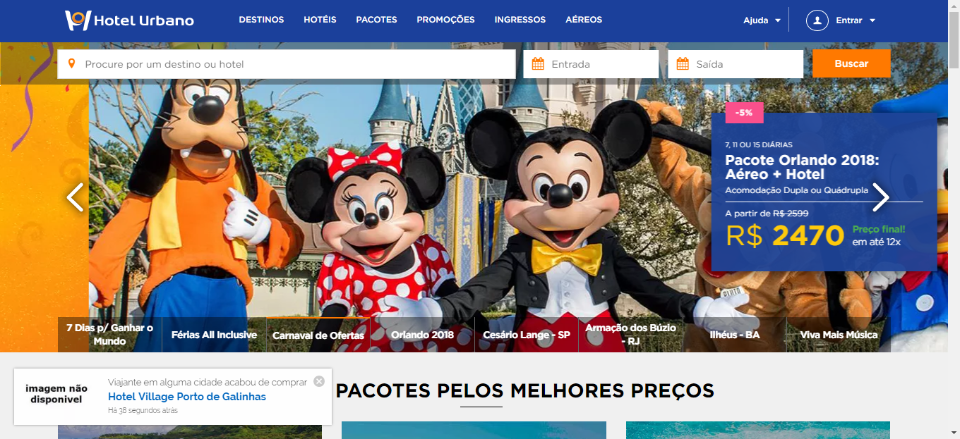 Hotel Urbano
DESTINOS HOTÉIS PACOTES PROMOÇÕES INGRESSOS AÉREOS
Ajuda Entrar
Procure por um destino ou hotel
Entrada
Saída
Buscar
-5%
7, 11 OU 15 DIÁRIAS
Pacote Orlando 2018:
Aéreo + Hotel
Acomodação Dupla ou Quádrupla
A partir de R$ 2599
R$ 2470
Preço final!
em até 12x
7 Dias p/ Ganhar o
Mundo
Férias All Inclusive
Carnaval de Ofertas
Orlando 2018
Cesário Lange - SP
Armação dos Búzio
- RJ
Ilhéus - BA
Viva Mais Música
imagem não
disponivel
Viajante em alguma cidade acabou de comprar
Hotel Village Porto de Galinhas
Há 38 segundos atrás
PACOTES PELOS MELHORES PREÇOS